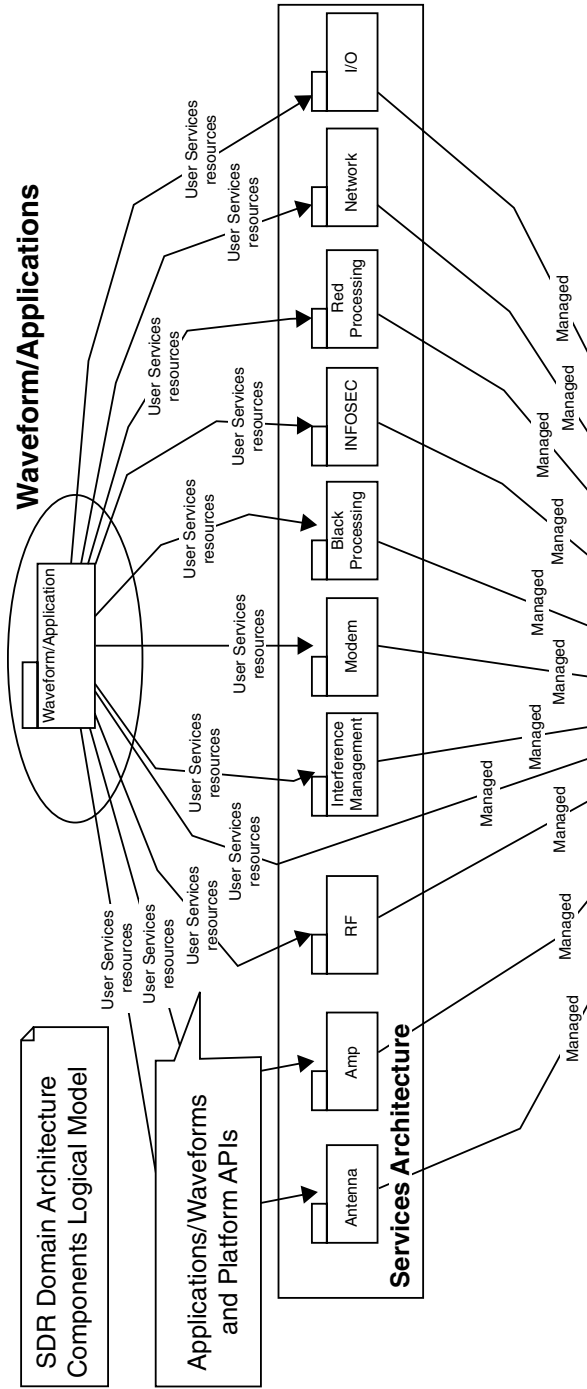 SDR Domain Architecture
Components Logical Model
Waveform/Applications
Waveform/Application
Applications/Waveforms
and Platform APIs
User Services
resources
User Services
resources
User Services
resources
User Services
resources
User Services
resources
User Services
resources
User Services
resources
User Services
resources
User Services
resources
User Services
resources
User Services
resources
Antenna
Amp
RF
Interference
Management
Modem
Black
Processing
INFOSEC
Red
Processing
Network
I/O
Services Architecture
Managed
Managed
Managed
Managed
Managed
Managed
Managed
Managed
Managed
Managed
Managed